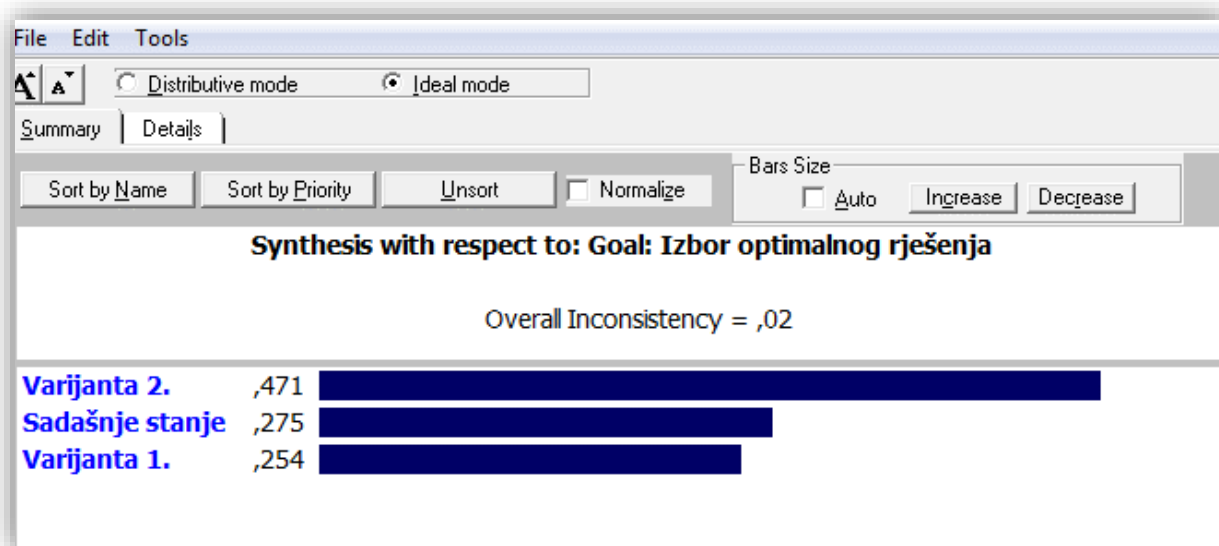 File Edit Tools
A A Distributive mode Ideal mode
Summary Details
Bars Size
Sort by Name Sort by Priority Unsort Normalize Auto Increase Decrease
Synthesis with respect to: Goal: Izbor optimalnog rješenja
Overall Inconsistency = ,02
Varijanta 2. ,471
Sadašnje stanje ,275
Varijanta 1. ,254